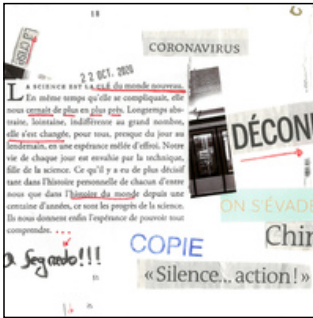 18
la crise
22 OCT. 2020
LA SCIENCE EST LA CLÉ du monde nouveau.
En même temps qu'elle se compliquait, elle
nous cernait de plus en plus près. Longtemps abs-
traite, lointaine, indifférente au grand nombre,
elle s'est changée, pour tous, presque du jour au
lendemain, en une espérance mêlée d'effroi. Notre
vie de chaque jour est envahie par la technique,
fille de la science. Ce qu'il y a eu de plus décisif
tant dans l'histoire personnelle de chacun d'entre
nous que dans l'histoire du monde depuis une
centaine d'années, ce sont les progrès de la science.
Ils nous donnent enfin l'espérance de pouvoir tout
comprendre.
o Segredo!!!
CORONAVIRUS
DÉCON
ON S'ÉVADE
Chi
COPIE
«Silence... action!»